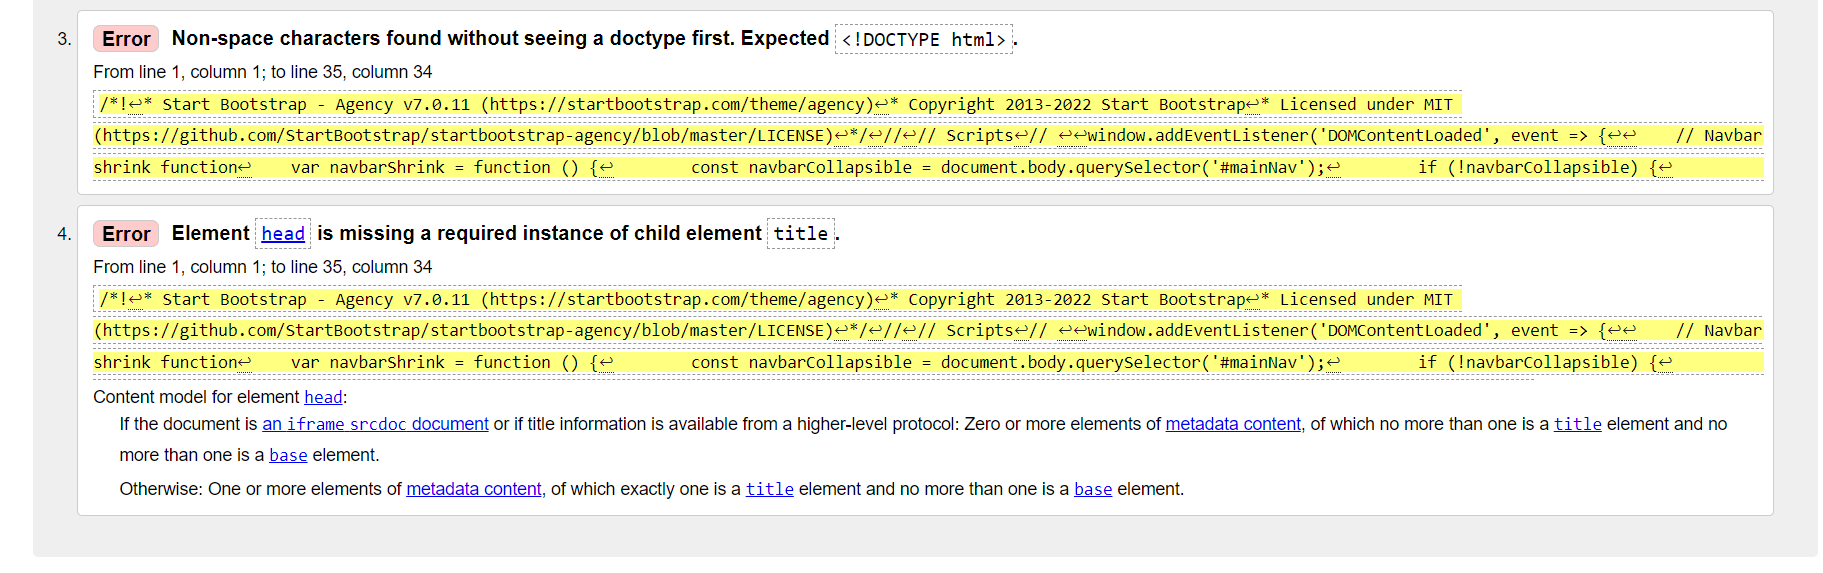 3. Error Non-space characters found without seeing a doctype first. Expected <!DOCTYPE html>.
From line 1, column 1; to line 35, column 34
/*!↩* Start Bootstrap - Agency v7.0.11 (https://startbootstrap.com/theme/agency)↩* Copyright 2013-2022 Start Bootstrap↩* Licensed under MIT
(https://github.com/StartBootstrap/startbootstrap-agency/blob/master/LICENSE)↩*/↩//↩// Scripts↩// ↩↩window.addEventListener('DOMContentLoaded', event => {↩↩    // Navbar
shrink function↩    var navbarShrink = function () {↩        const navbarCollapsible = document.body.querySelector('#mainNav');↩        if (!navbarCollapsible) {↩
4. Error Element head is missing a required instance of child element title.
From line 1, column 1; to line 35, column 34
/*!↩* Start Bootstrap - Agency v7.0.11 (https://startbootstrap.com/theme/agency)↩* Copyright 2013-2022 Start Bootstrap↩* Licensed under MIT
(https://github.com/StartBootstrap/startbootstrap-agency/blob/master/LICENSE)↩*/↩//↩// Scripts↩// ↩↩window.addEventListener('DOMContentLoaded', event => {↩↩    // Navbar
shrink function↩    var navbarShrink = function () {↩        const navbarCollapsible = document.body.querySelector('#mainNav');↩        if (!navbarCollapsible) {↩
Content model for element head:
If the document is an iframe srcdoc document or if title information is available from a higher-level protocol: Zero or more elements of metadata content, of which no more than one is a title element and no
more than one is a base element.
Otherwise: One or more elements of metadata content, of which exactly one is a title element and no more than one is a base element.